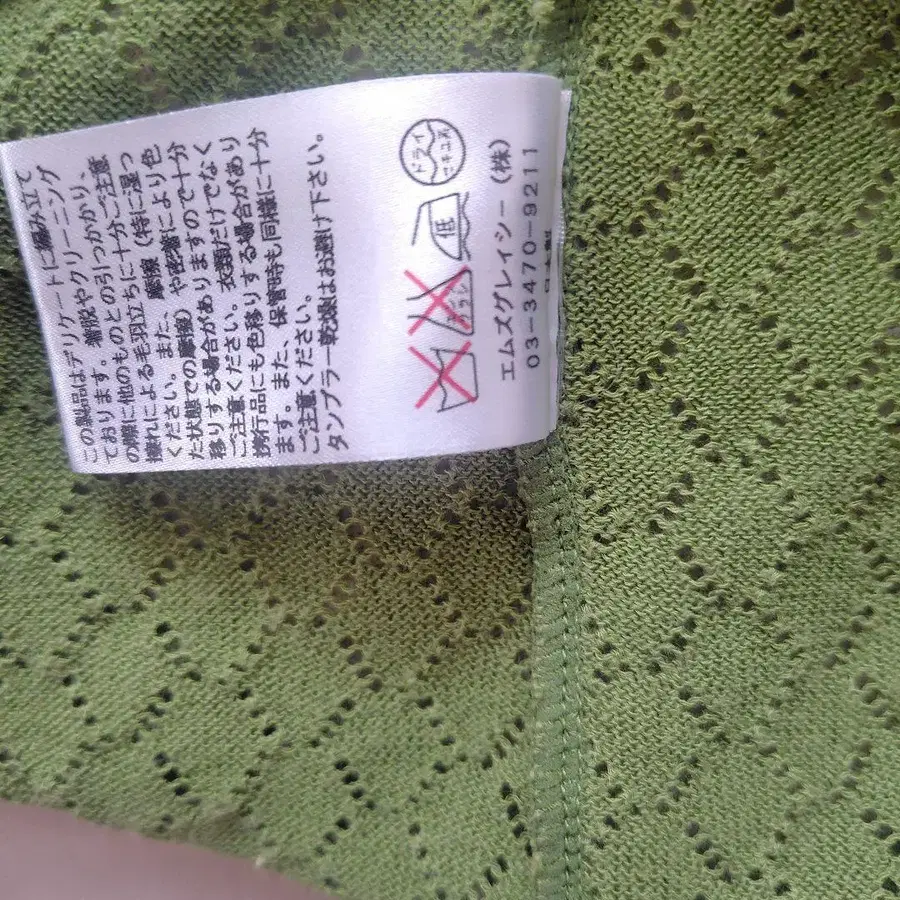 この製品はデリケートに編み立て
ております。着脱やクリーニング
の際に他のものとの引っかかり、
擦れによる毛羽立ちに十分ご注意
ください。また、摩擦（特に湿っ
た状態での摩擦）や密着により色
移りする場合がありますので十分
ご注意ください。衣類だけでなく
携行品にも色移りする場合があり
ます。また、保管時も同様に十分
ご注意ください。
タンブラー乾燥はお避け下さい。
ドライ
低
エムズグレイシー（株）
03-3470-9211